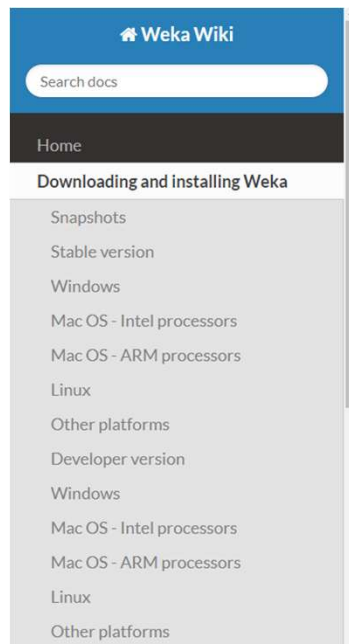 Weka Wiki
Search docs
Home
Downloading and installing Weka
Snapshots
Stable version
Windows
Mac OS - Intel processors
Mac OS - ARM processors
Linux
Other platforms
Developer version
Windows
Mac OS - Intel processors
Mac OS - ARM processors
Linux
Other platforms